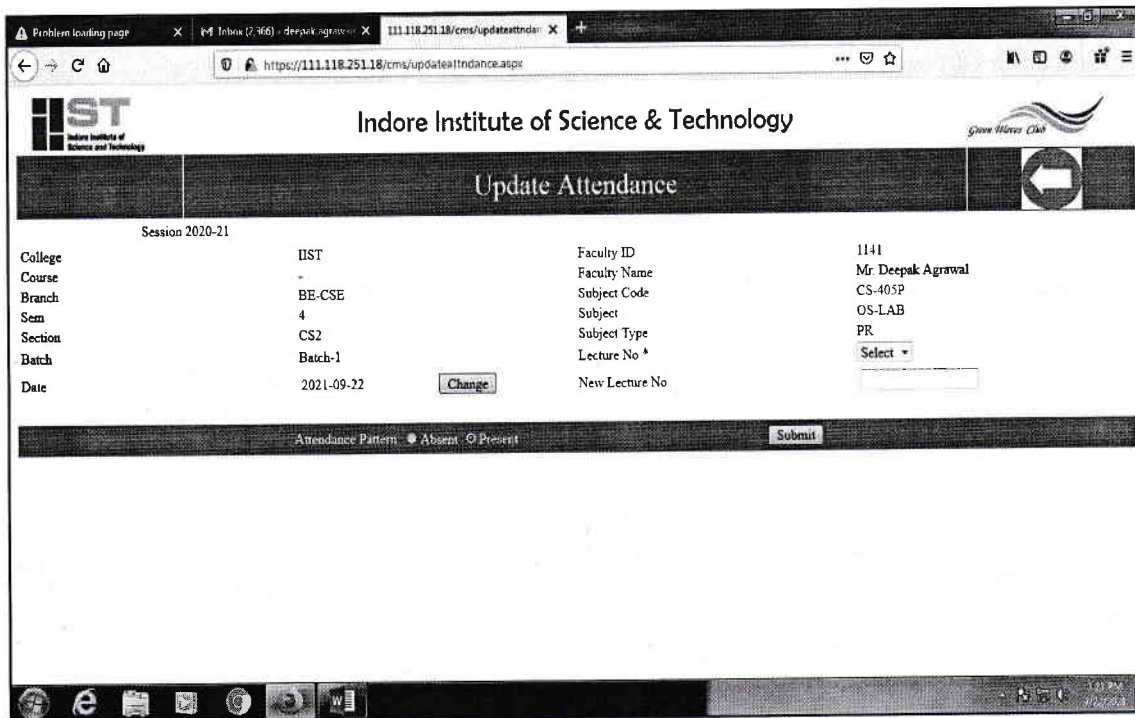 Problem loading page X
Inbox (2,366) - deepak.agrawal X
111.118.251.18/cms/updateattndan X +
https://111.118.251.18/cms/updateattndance.aspx
IIST
Indore Institute of
Science and Technology
Indore Institute of Science & Technology
Green Waves Club
Update Attendance
Session 2020-21
College IIST Faculty ID 1141
Course - Faculty Name Mr. Deepak Agrawal
Branch BE-CSE Subject Code CS-405P
Sem 4 Subject OS-LAB
Section CS2 Subject Type PR
Batch Batch-1 Lecture No * Select
Date 2021-09-22 Change New Lecture No
Attendance Pattern Absent Present Submit